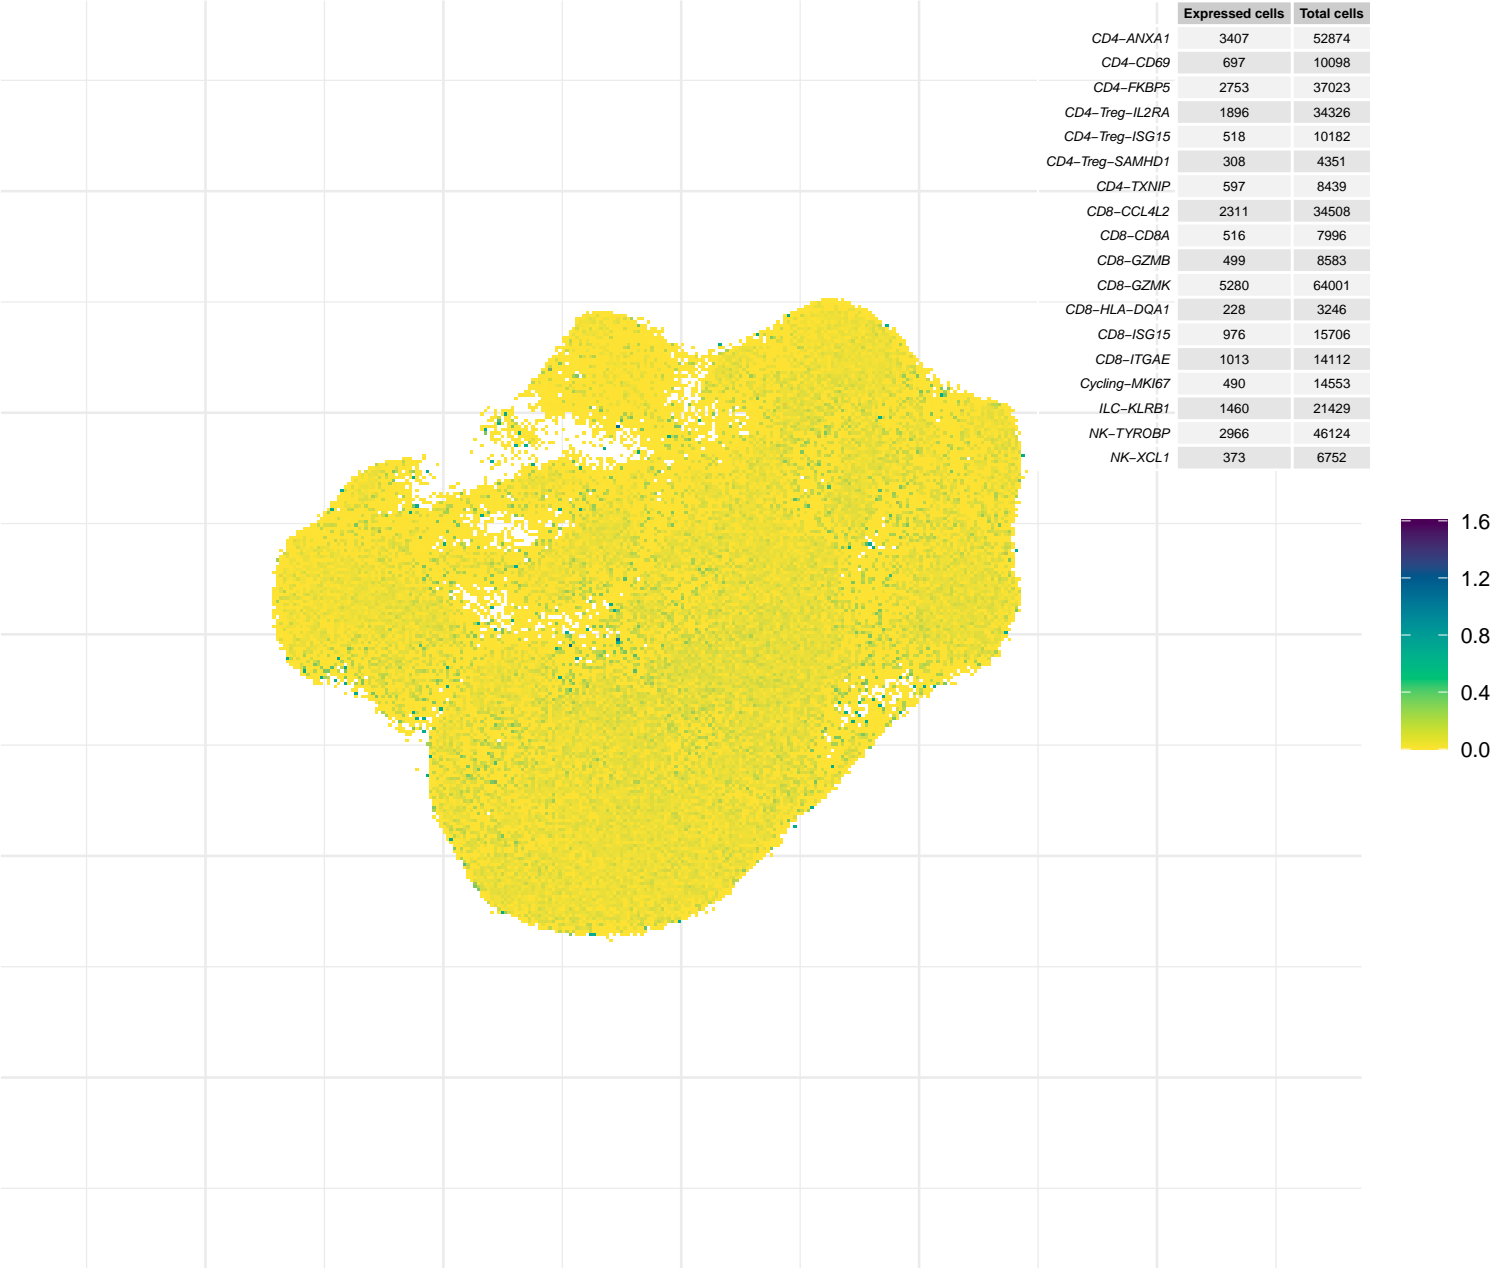 Expressed cells Total cells
CD4−ANXA1 3407 52874
CD4−CD69 697 10098
CD4−FKBP5 2753 37023
CD4−Treg−IL2RA 1896 34326
CD4−Treg−ISG15 518 10182
CD4−Treg−SAMHD1 308 4351
CD4−TXNIP 597 8439
CD8−CCL4L2 2311 34508
CD8−CD8A 516 7996
CD8−GZMB 499 8583
CD8−GZMK 5280 64001
CD8−HLA−DQA1 228 3246
CD8−ISG15 976 15706
CD8−ITGAE 1013 14112
Cycling−MKI67 490 14553
ILC−KLRB1 1460 21429
NK−TYROBP 2966 46124
NK−XCL1 373 6752
1.6
1.2
0.8
0.4
0.0